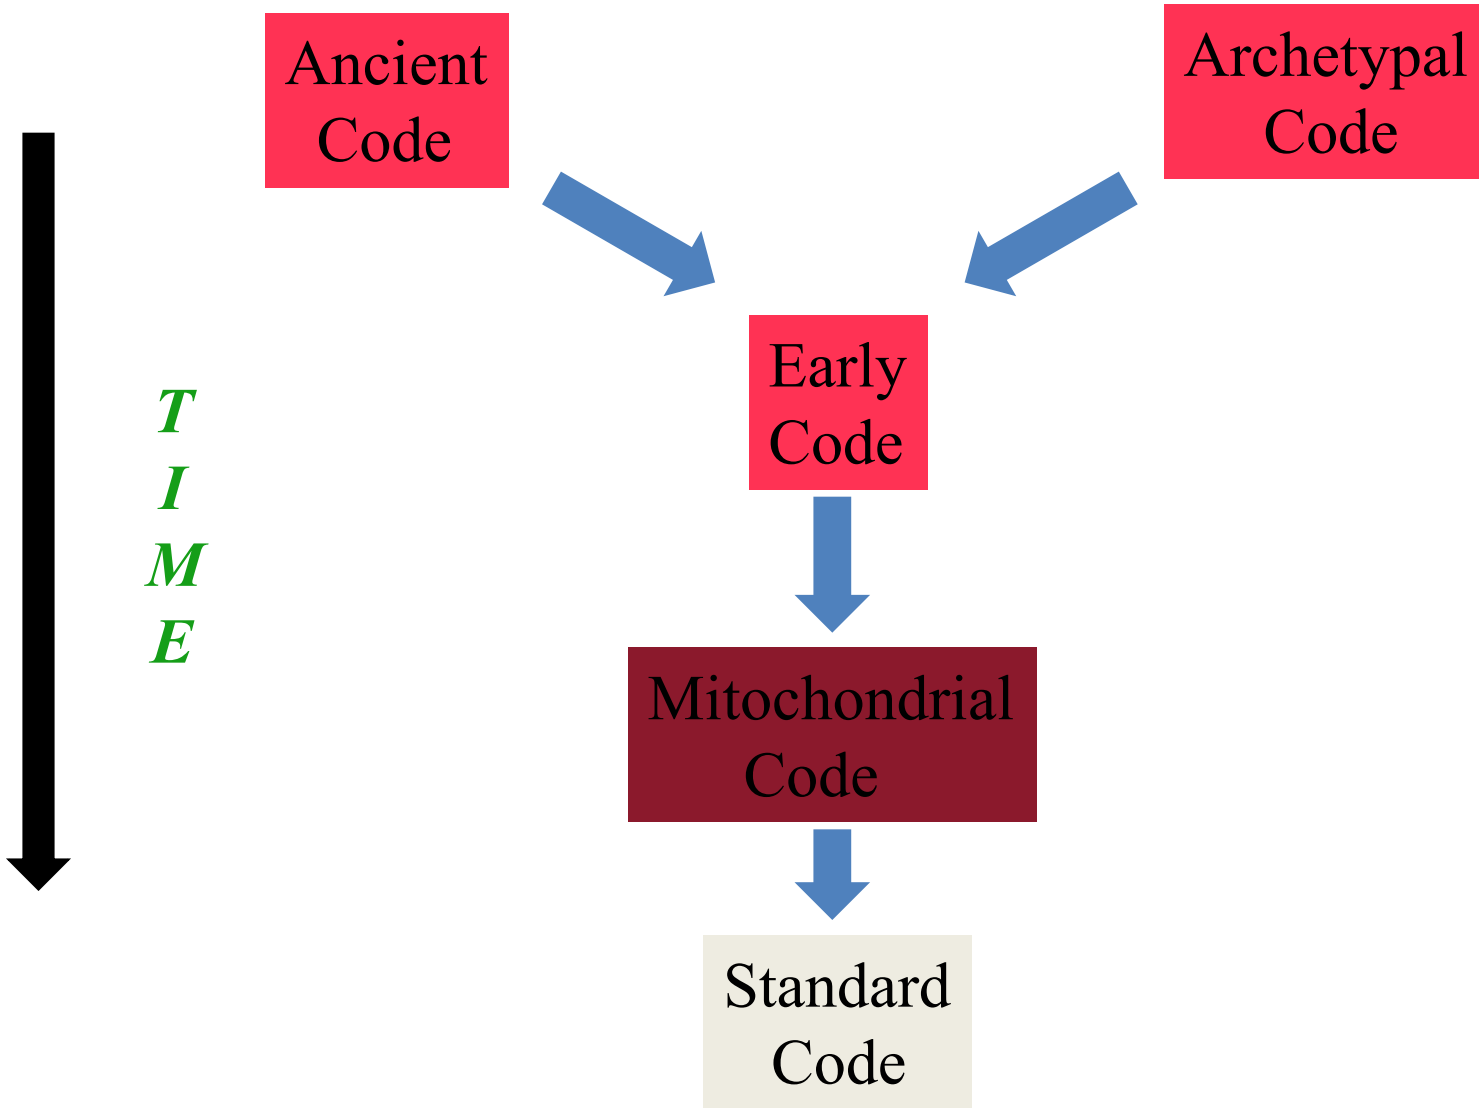 Ancient
Code
Archetypal
Code
T
I
M
E
Early
Code
Mitochondrial
Code
Standard
Code